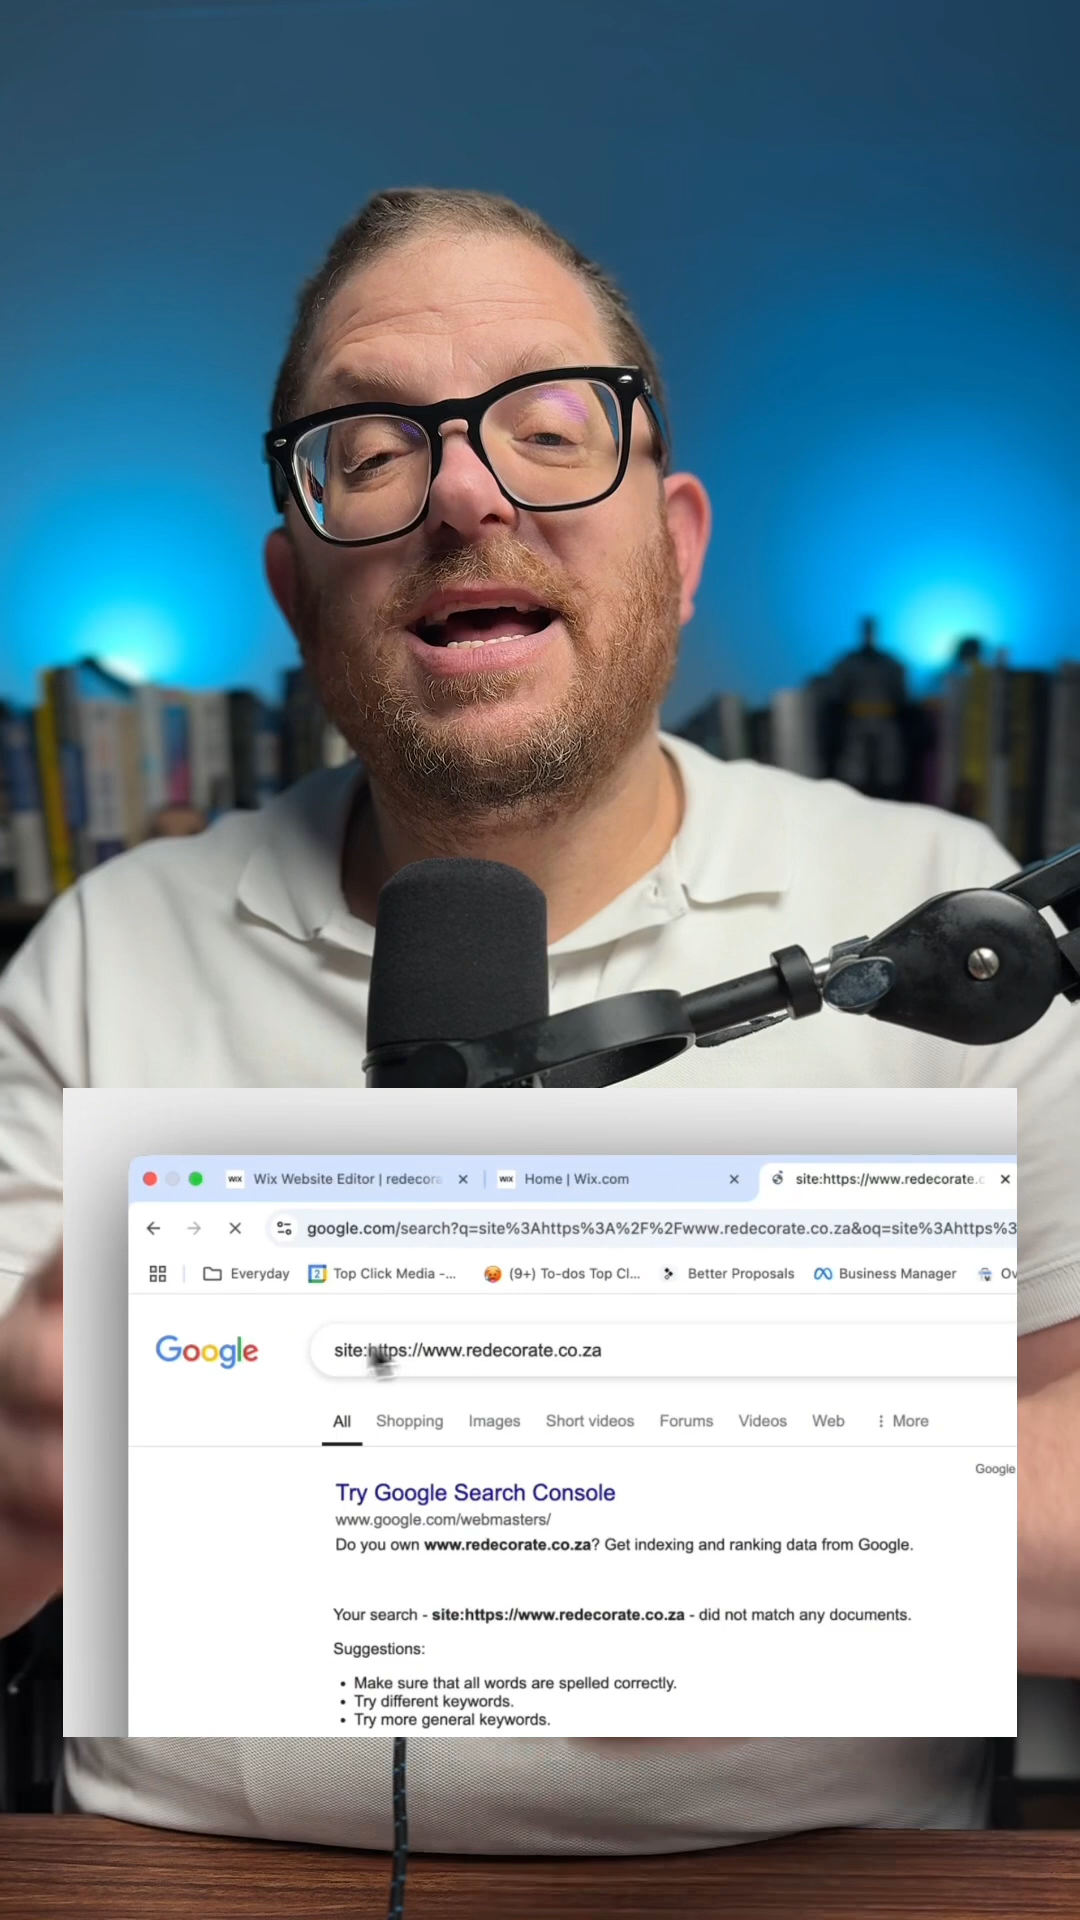 WIX Wix Website Editor | redecora
WIX Home | Wix.com
site:https://www.redecorate.c
google.com/search?q=site%3Ahttps%3A%2F%2Fwww.redecorate.co.za&oq=site%3Ahttps%3
Everyday
2 Top Click Media -...
(9+) To-dos Top Cl...
Better Proposals
Business Manager
Ov
Google
site:https://www.redecorate.co.za
All Shopping Images Short videos Forums Videos Web More
Google
Try Google Search Console
www.google.com/webmasters/
Do you own www.redecorate.co.za? Get indexing and ranking data from Google.
Your search - site:https://www.redecorate.co.za - did not match any documents.
Suggestions:
• Make sure that all words are spelled correctly.
• Try different keywords.
• Try more general keywords.